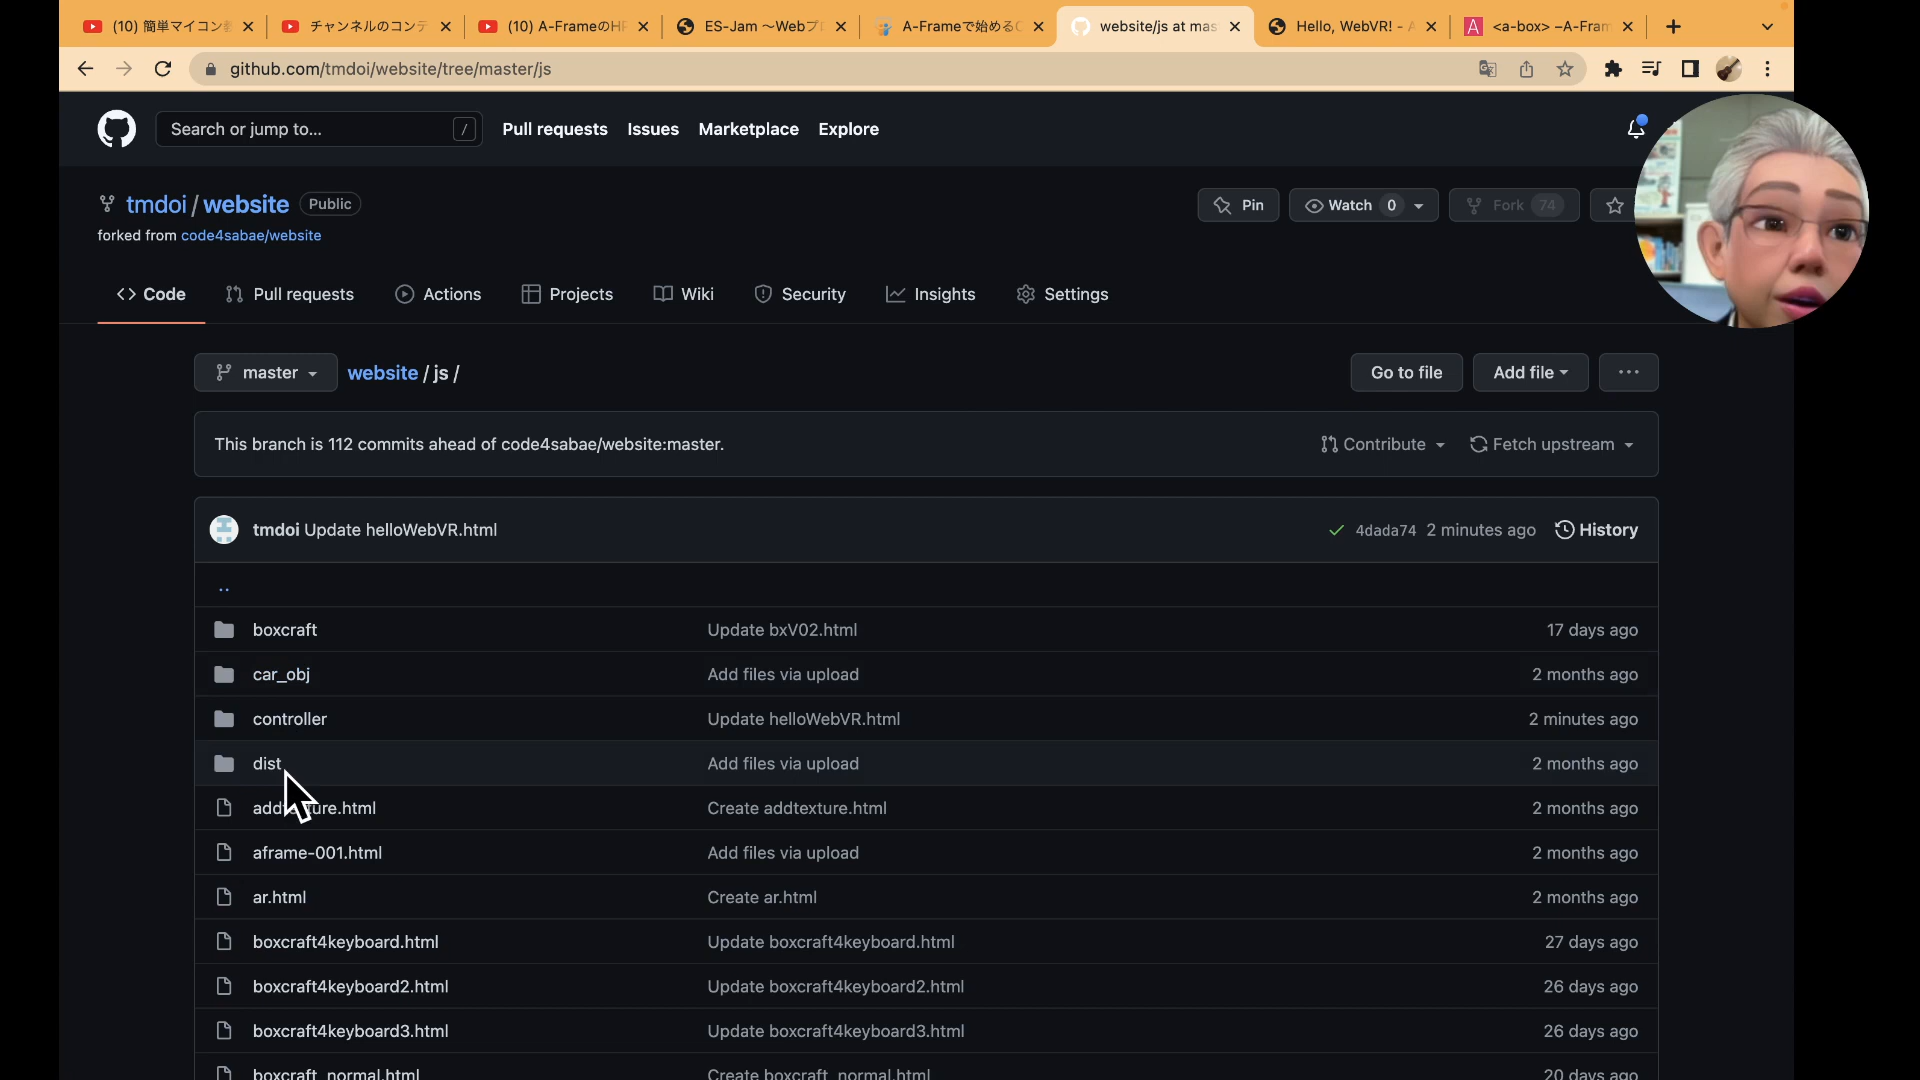 (10) 簡単マイコン
チャンネルのコンテ
(10) A-FrameのHP
ES-Jam 〜Webプロ
A-Frameで始める
website/js at mas
Hello, WebVR! - A
<a-box> –A-Fram
github.com/tmdoi/website/tree/master/js
Search or jump to...
/
Pull requests
Issues
Marketplace
Explore
tmdoi / website
Public
Pin
Watch 0
Fork 74
forked from code4sabae/website
Code
Pull requests
Actions
Projects
Wiki
Security
Insights
Settings
master
website / js /
Go to file
Add file
This branch is 112 commits ahead of code4sabae/website:master.
Contribute
Fetch upstream
tmdoi Update helloWebVR.html
4dada74 2 minutes ago
History
..
boxcraft Update bxV02.html 17 days ago
car_obj Add files via upload 2 months ago
controller Update helloWebVR.html 2 minutes ago
dist Add files via upload 2 months ago
addtexture.html Create addtexture.html 2 months ago
aframe-001.html Add files via upload 2 months ago
ar.html Create ar.html 2 months ago
boxcraft4keyboard.html Update boxcraft4keyboard.html 27 days ago
boxcraft4keyboard2.html Update boxcraft4keyboard2.html 26 days ago
boxcraft4keyboard3.html Update boxcraft4keyboard3.html 26 days ago
boxcraft_normal.html Create boxcraft_normal.html 20 days ago